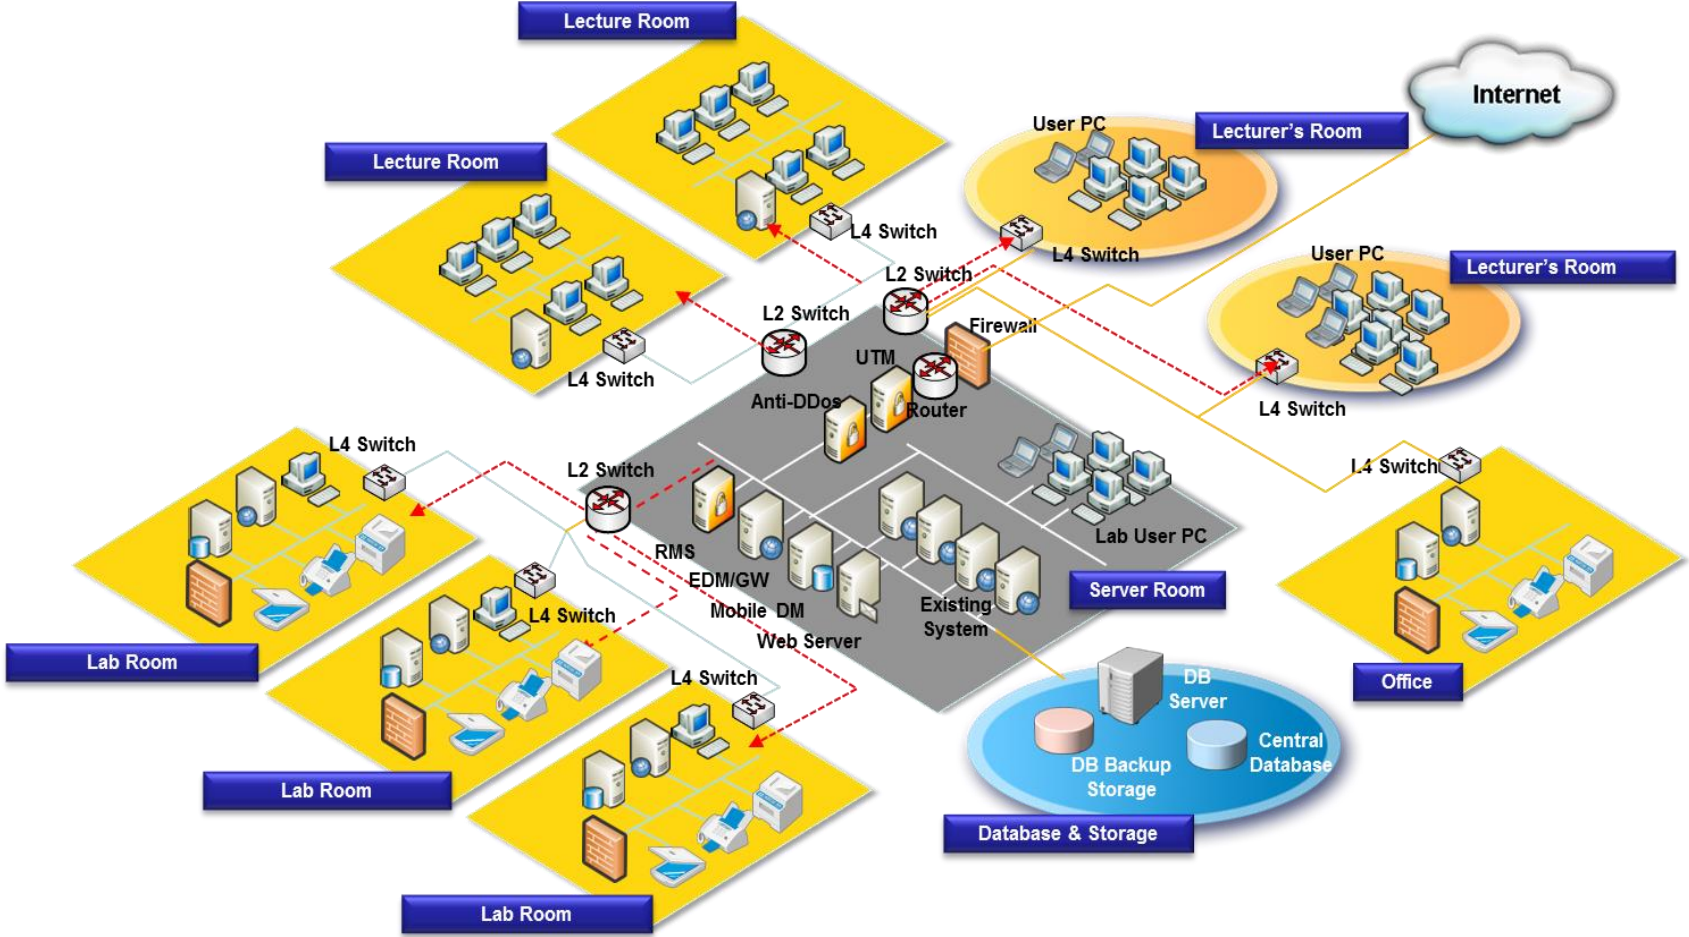 Lecture Room
Internet
User PC
Lecturer's Room
Lecture Room
L4 Switch
L4 Switch
User PC
Lecturer's Room
L2 Switch
L2 Switch
Firewall
UTM
L4 Switch
Anti-DDos
Router
L4 Switch
L4 Switch
L2 Switch
L4 Switch
Lab User PC
RMS
EDM/GW
Mobile DM
Web Server
Existing
System
Server Room
L4 Switch
Lab Room
L4 Switch
DB
Server
Office
Central
Database
DB Backup
Storage
Lab Room
Database & Storage
Lab Room